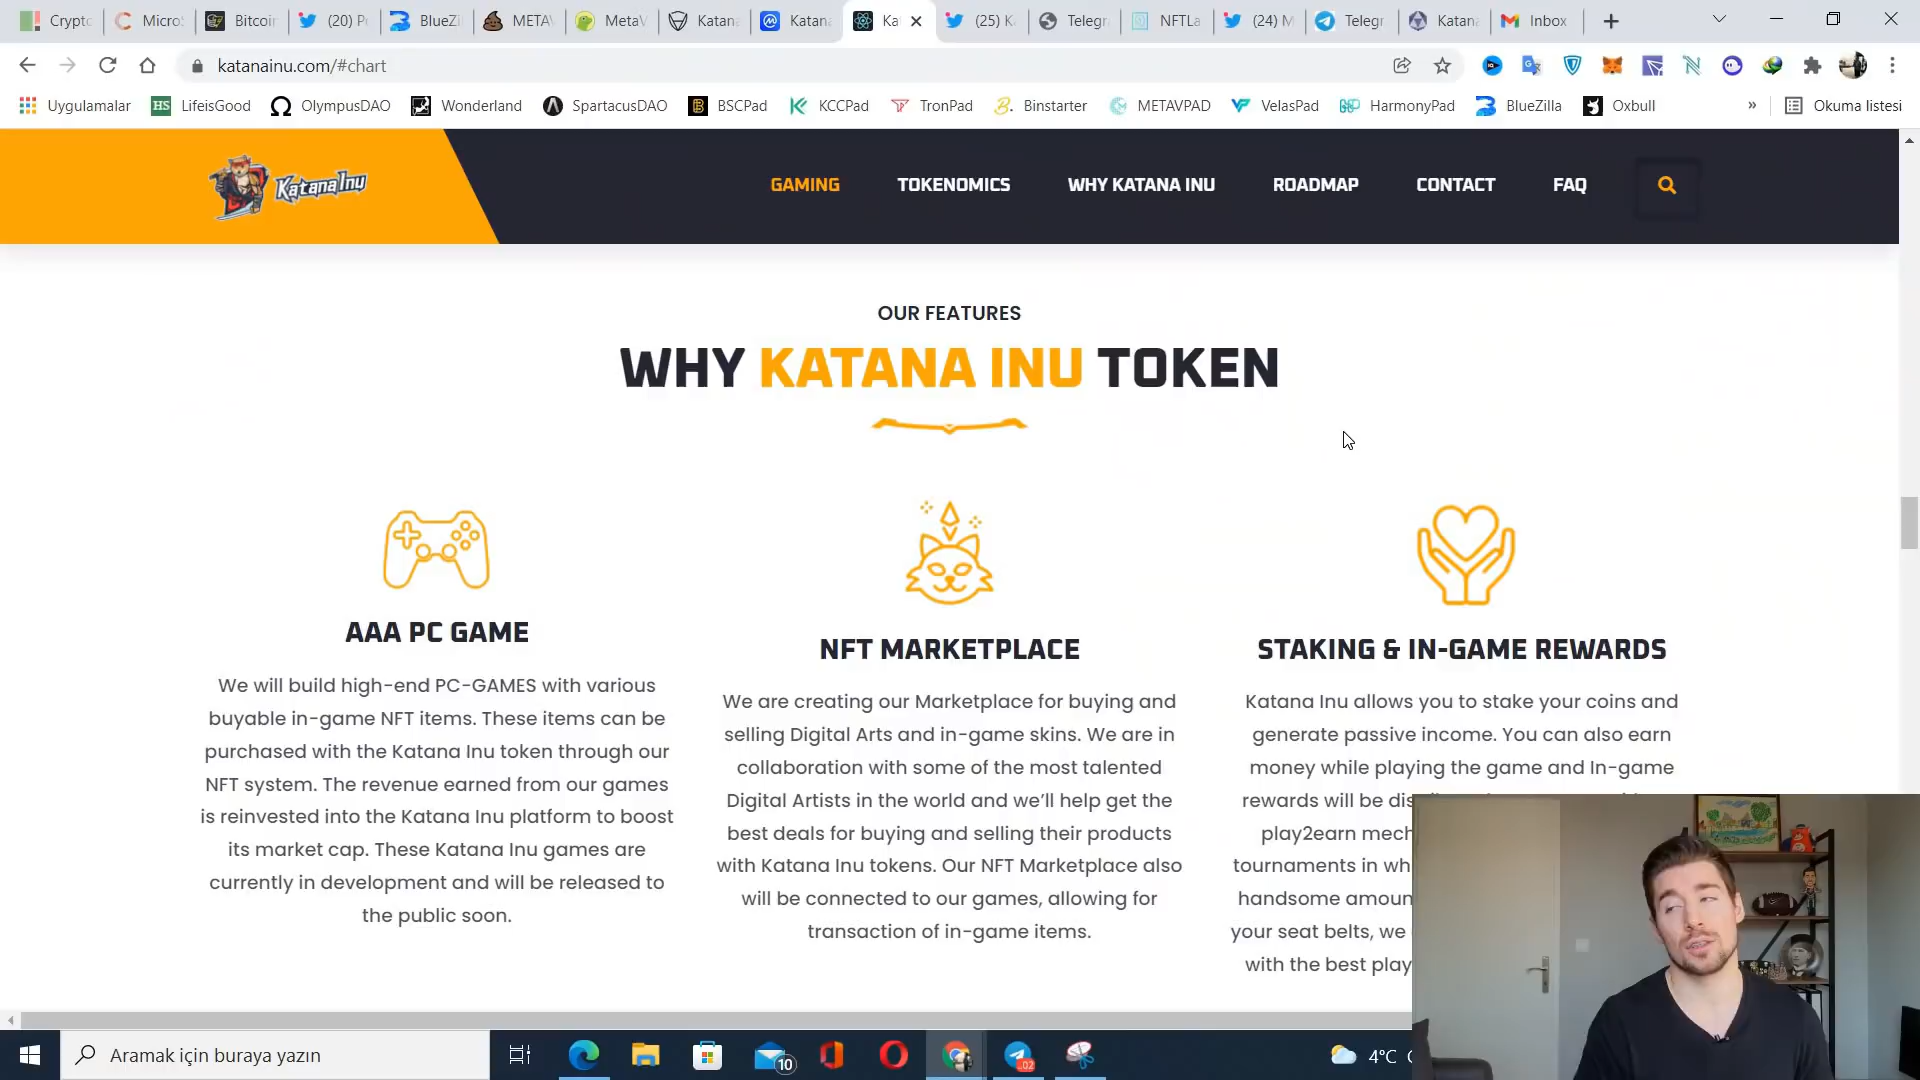 Crypto
Micro
Bitcoin
(20) P
BlueZi
META
MetaV
Katana
Katana
Ka
(25) K
Telegr
NFTLa
(24) M
Telegr
Katana
Inbox
katanainu.com/#chart
Uygulamalar
LifeisGood
OlympusDAO
Wonderland
SpartacusDAO
BSCPad
KCCPad
TronPad
Binstarter
METAVPAD
VelasPad
HarmonyPad
BlueZilla
Oxbull
»
Okuma listesi
KatanaInu
GAMING
TOKENOMICS
WHY KATANA INU
ROADMAP
CONTACT
FAQ
OUR FEATURES
WHY KATANA INU TOKEN
AAA PC GAME
We will build high-end PC-GAMES with various
buyable in-game NFT items. These items can be
purchased with the Katana Inu token through our
NFT system. The revenue earned from our games
is reinvested into the Katana Inu platform to boost
its market cap. These Katana Inu games are
currently in development and will be released to
the public soon.
NFT MARKETPLACE
We are creating our Marketplace for buying and
selling Digital Arts and in-game skins. We are in
collaboration with some of the most talented
Digital Artists in the world and we'll help get the
best deals for buying and selling their products
with Katana Inu tokens. Our NFT Marketplace also
will be connected to our games, allowing for
transaction of in-game items.
STAKING & IN-GAME REWARDS
Katana Inu allows you to stake your coins and
generate passive income. You can also earn
money while playing the game and In-game
rewards will be
play2earn
tournaments in
handsome
your seat belts, we
with the best play
Aramak için buraya yazın
10
02
4°C